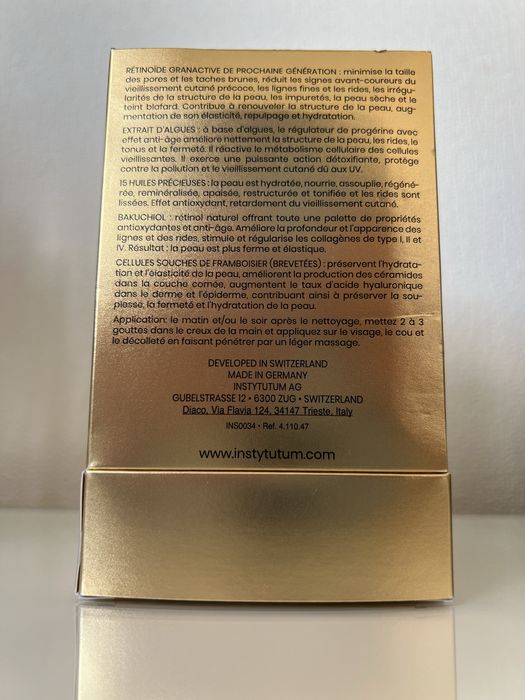 RÉTINOÏDE GRANACTIVE DE PROCHAINE GÉNÉRATION : minimise la taille
des pores et les taches brunes, réduit les signes avant-coureurs du
vieillissement cutané précoce, les lignes fines et les rides, les irrégu-
larités de la structure de la peau, les impuretés, la peau sèche et le
teint blafard. Contribue à renouveler la structure de la peau, aug-
mentation de son élasticité, repulpage et hydratation.
EXTRAIT D'ALGUES : à base d'algues, le régulateur de progérine avec
effet anti-âge améliore nettement la structure de la peau, les rides, le
tonus et la fermeté. Il réactive le métabolisme cellulaire des cellules
vieillissantes. Il exerce une puissante action détoxifiante, protège
contre la pollution et le vieillissement cutané dû aux UV.
15 HUILES PRÉCIEUSES : la peau est hydratée, nourrie, assouplie, régéné-
rée, reminéralisée, apaisée, restructurée et tonifiée et les rides sont
lissées. Effet antioxydant, retardement du vieillissement cutané.
BAKUCHIOL : rétinol naturel offrant toute une palette de propriétés
antioxydantes et anti-âge. Améliore la profondeur et l'apparence des
lignes et des rides, stimule et régularise les collagènes de type I, II et
IV. Résultat : la peau est plus ferme et élastique.
CELLULES SOUCHES DE FRAMBOISIER (BREVETÉES) : préservent l'hydrata-
tion et l'élasticité de la peau, améliorent la production des céramides
dans la couche cornée, augmentent le taux d'acide hyaluronique
dans le derme et l'épiderme, contribuant ainsi à préserver la sou-
plesse, la fermeté et l'hydratation de la peau.
Application: le matin et/ou le soir après le nettoyage, mettez 2 à 3
gouttes dans le creux de la main et appliquez sur le visage, le cou et
le décolleté en faisant pénétrer par un léger massage.
DEVELOPED IN SWITZERLAND
MADE IN GERMANY
INSTYTUTUM AG
GUBELSTRASSE 12 • 6300 ZUG • SWITZERLAND
Diaco, Via Flavia 124, 34147 Trieste, Italy
INS0034 • Ref. 4.110.47
www.instytutum.com